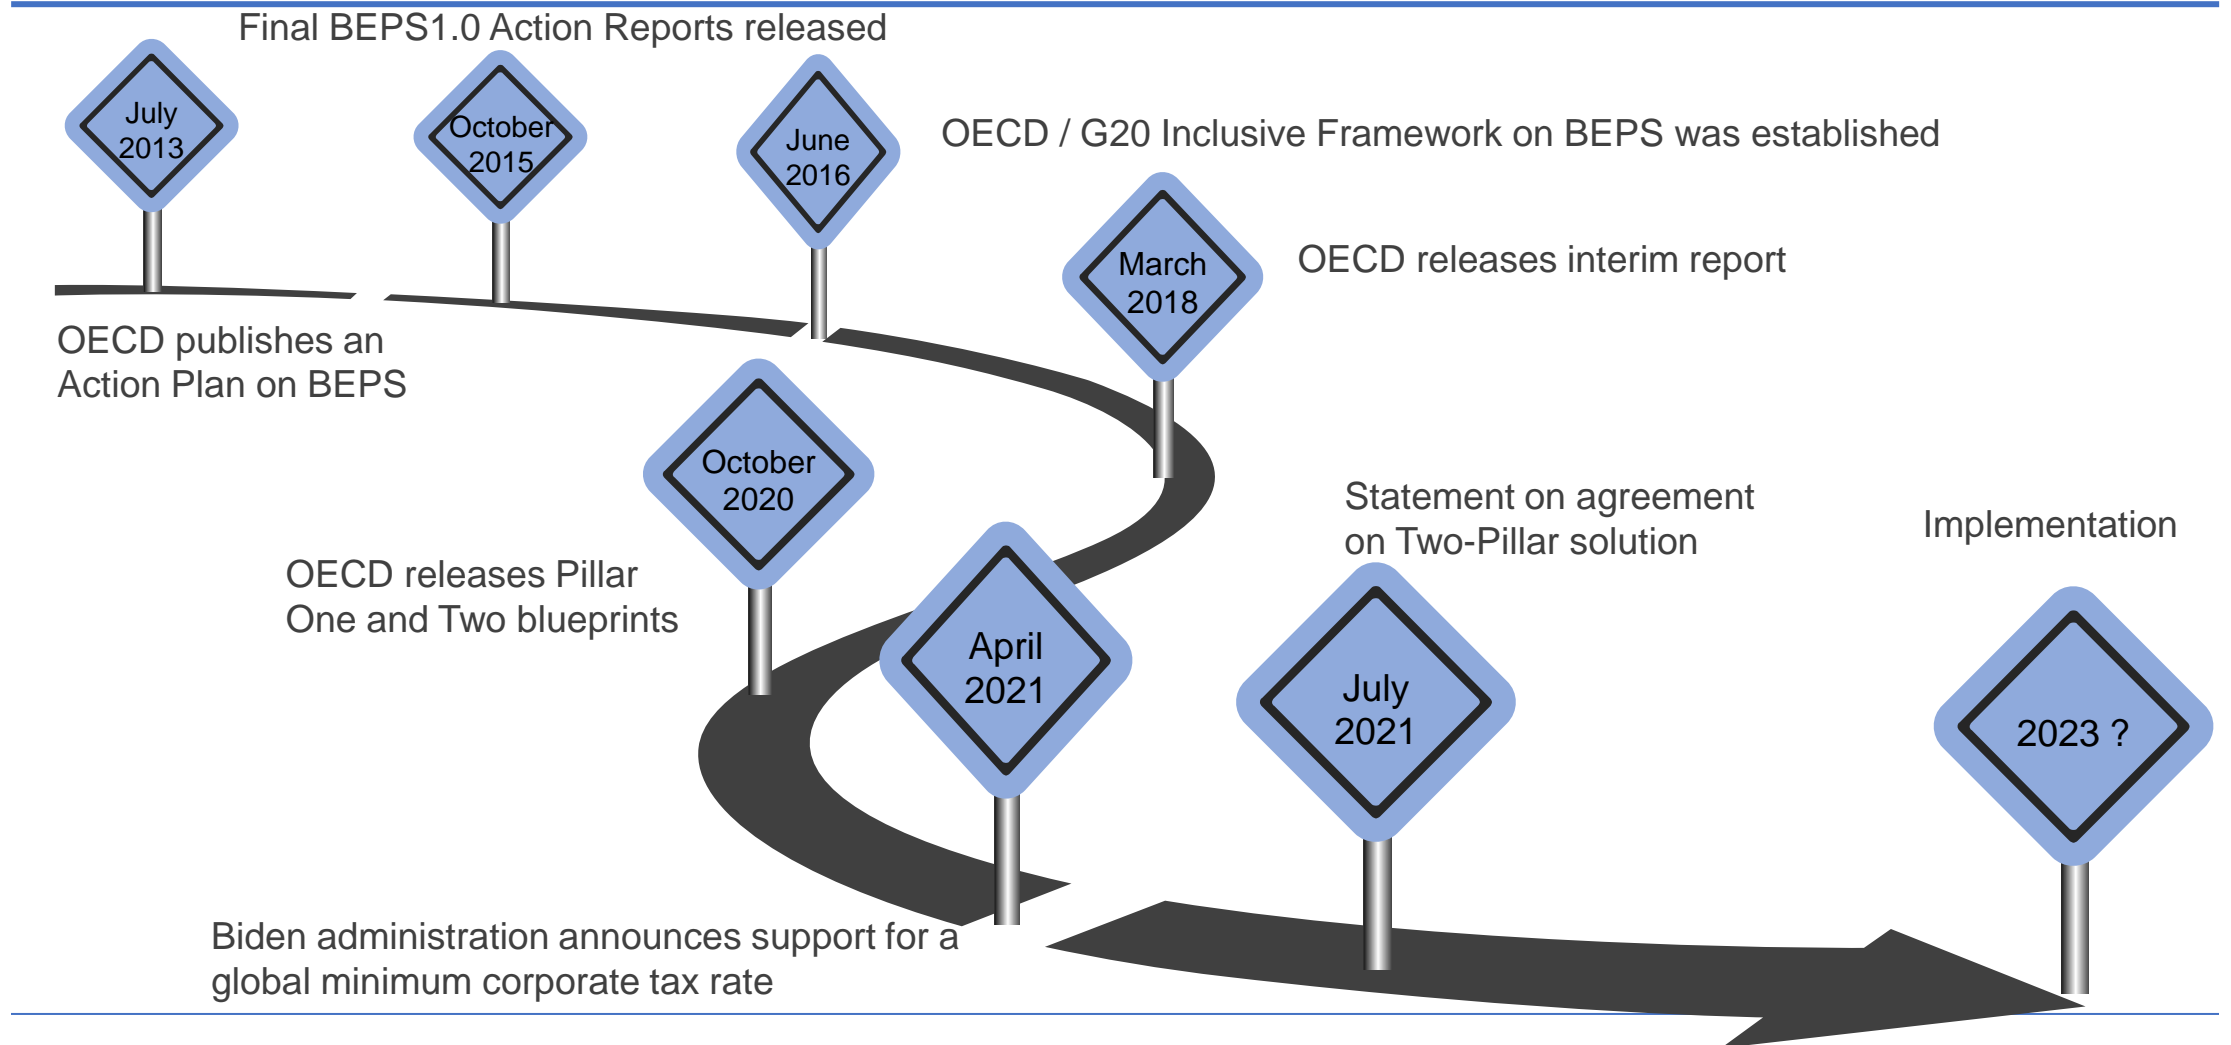 Final BEPS1.0 Action Reports released
July
2013
October
2015
June
2016
OECD / G20 Inclusive Framework on BEPS was established
March
2018
OECD releases interim report
OECD publishes an
Action Plan on BEPS
October
2020
OECD releases Pillar
One and Two blueprints
April
2021
Statement on agreement
on Two-Pillar solution
July
2021
Implementation
2023 ?
Biden administration announces support for a
global minimum corporate tax rate